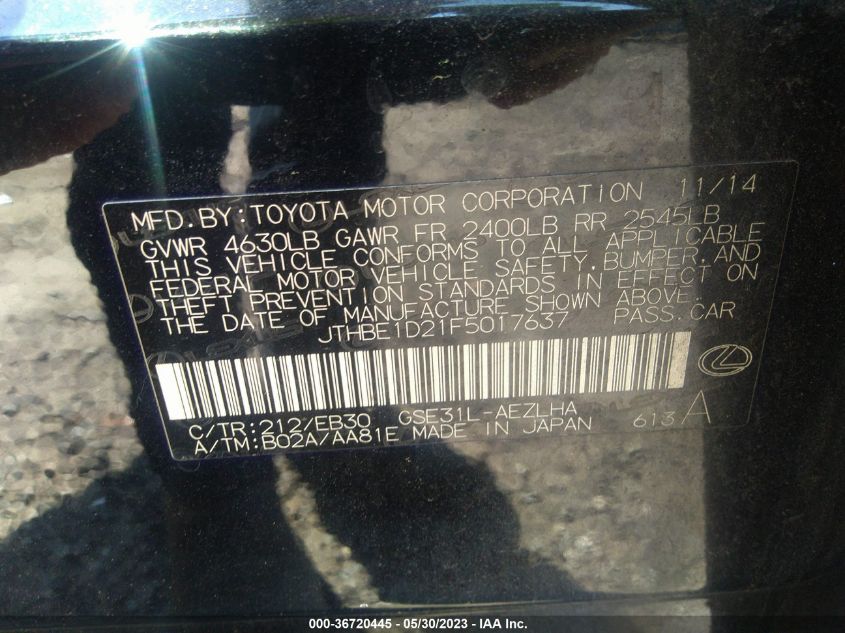 MFD.BY:TOYOTA MOTOR CORPORATION 11/14
GVWR 4630LB GAWR FR 2400LB RR 2545LB
THIS VEHICLE CONFORMS TO ALL APPLICABLE
FEDERAL MOTOR VEHICLE SAFETY,BUMPER,AND
THEFT PREVENTION STANDARDS IN EFFECT ON
THE DATE OF MANUFACTURE SHOWN ABOVE.
JTHBE1D21F5017637 PASS.CAR
C/TR:212/EB30 GSE31L-AEZLHA
A/TM:B02A/AA81E MADE IN JAPAN 613A
000-36720445 - 05/30/2023 - IAA Inc.